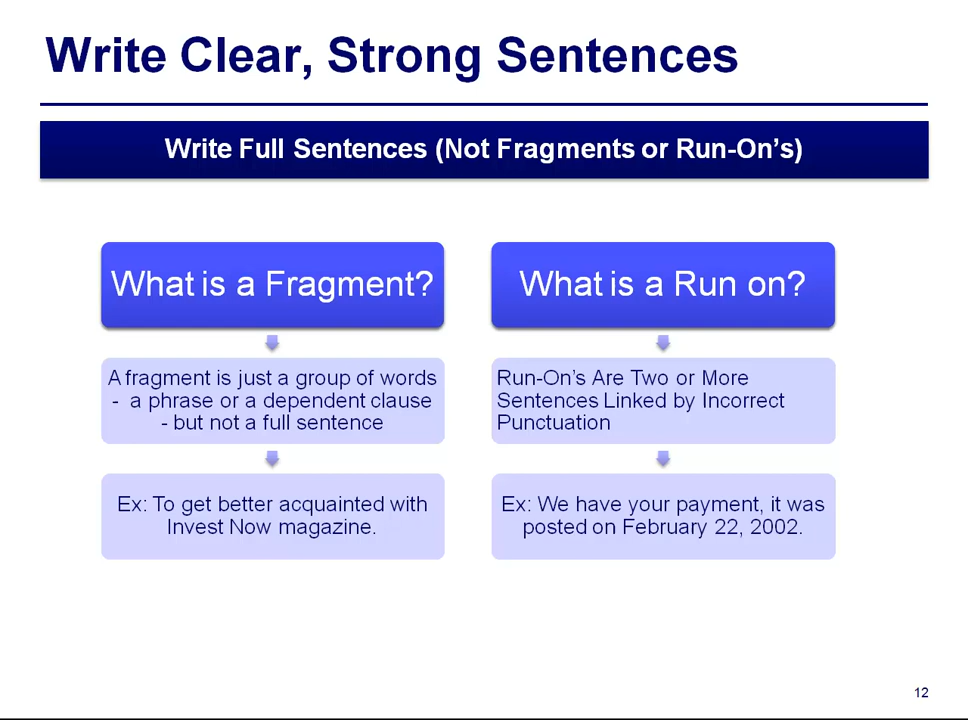 Write Clear, Strong Sentences
Write Full Sentences (Not Fragments or Run-On’s)
What is a Fragment?
A fragment is just a group of words
- a phrase or a dependent clause
- but not a full sentence
Ex: To get better acquainted with
Invest Now magazine.
What is a Run on?
Run-On’s Are Two or More
Sentences Linked by Incorrect
Punctuation
Ex: We have your payment, it was
posted on February 22, 2002.
12